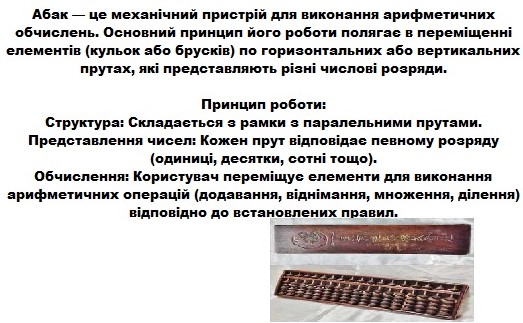 Абак — це механічний пристрій для виконання арифметичних
обчислень. Основний принцип його роботи полягає в переміщенні
елементів (кульок або брусків) по горизонтальних або вертикальних
прутах, які представляють різні числові розряди.
Принцип роботи:
Структура: Складається з рамки з паралельними прутами.
Представлення чисел: Кожен прут відповідає певному розряду
(одиниці, десятки, сотні тощо).
Обчислення: Користувач переміщує елементи для виконання
арифметичних операцій (додавання, віднімання, множення, ділення)
відповідно до встановлених правил.